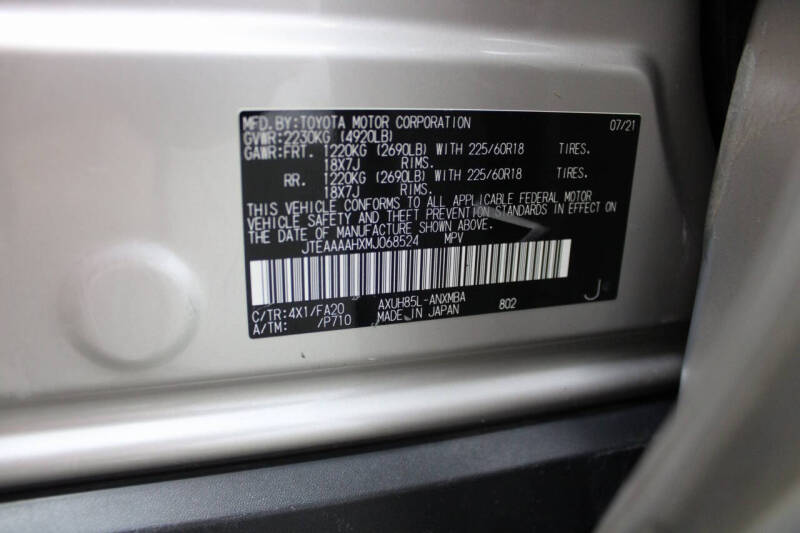 MFD.BY:TOYOTA MOTOR CORPORATION 07/21
GVWR:2230KG (4920LB)
GAWR:FRT. 1220KG (2690LB) WITH 225/60R18 TIRES.
18X7J RIMS.
RR. 1220KG (2690LB) WITH 225/60R18 TIRES.
18X7J RIMS.
THIS VEHICLE CONFORMS TO ALL APPLICABLE FEDERAL MOTOR
VEHICLE SAFETY AND THEFT PREVENTION STANDARDS IN EFFECT ON
THE DATE OF MANUFACTURE SHOWN ABOVE.
JTEAAAAHXMJ068524 MPV
C/TR:4X1/FA20 AXUH85L-ANXMBA 802 J
A/TM: /P710 MADE IN JAPAN